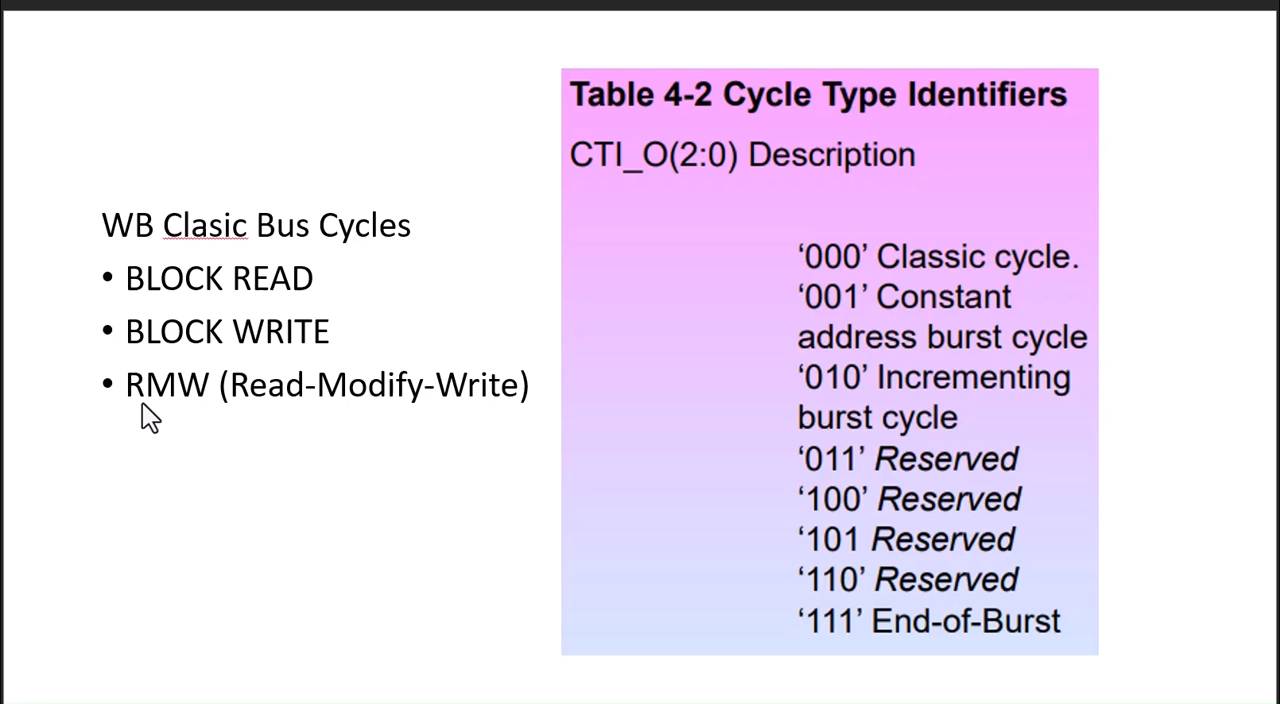 WB Clasic Bus Cycles
• BLOCK READ
• BLOCK WRITE
• RMW (Read-Modify-Write)
Table 4-2 Cycle Type Identifiers
CTI_O(2:0) Description
‘000’ Classic cycle.
‘001’ Constant
address burst cycle
‘010’ Incrementing
burst cycle
‘011’ Reserved
‘100’ Reserved
‘101 Reserved
‘110’ Reserved
‘111’ End-of-Burst